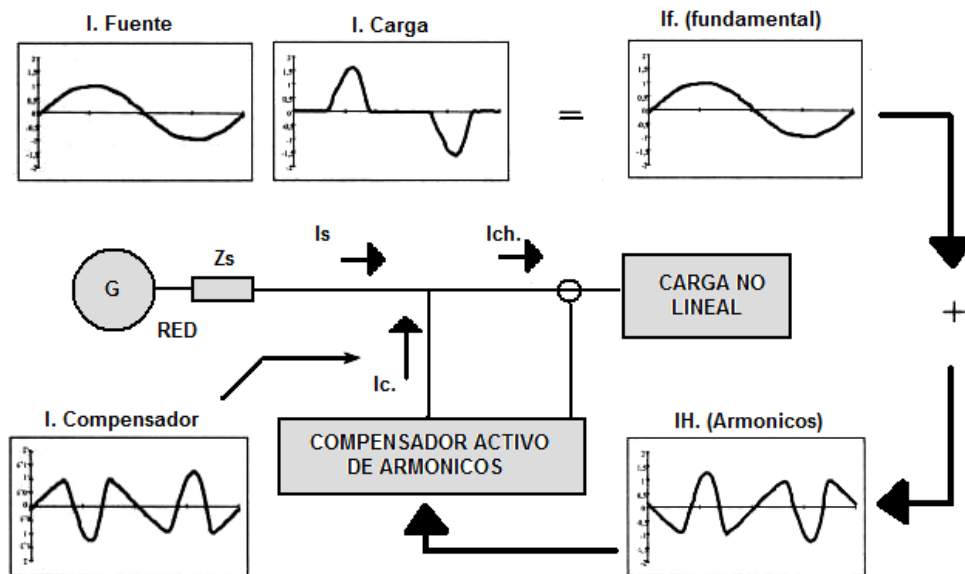 I. Fuente
I. Carga
If. (fundamental)
=
Is
Ich.
Zs
G
RED
CARGA NO
LINEAL
+
Ic.
I. Compensador
COMPENSADOR ACTIVO
DE ARMONICOS
IH. (Armonicos)